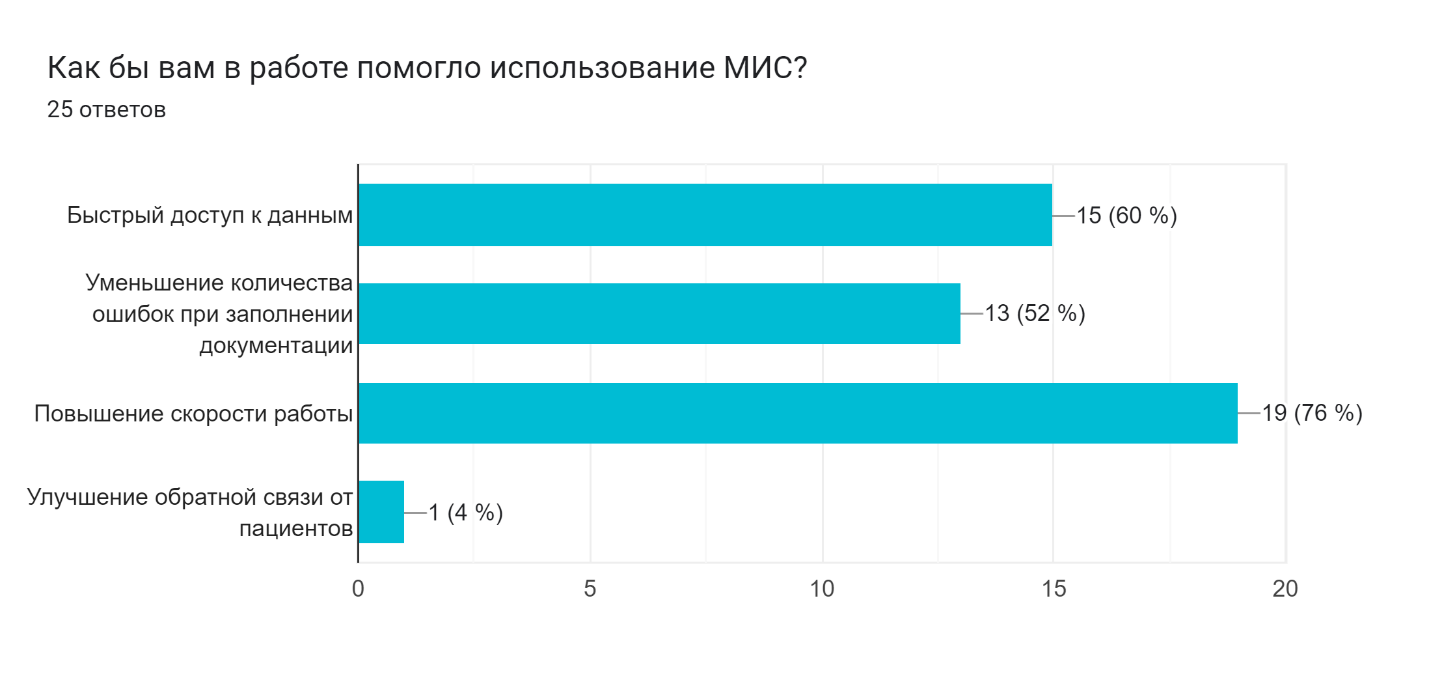 Как бы вам в работе помогло использование МИС?
25 ответов
Быстрый доступ к данным
15 (60 %)
Уменьшение количества
ошибок при заполнении
документации
13 (52 %)
Повышение скорости работы
19 (76 %)
Улучшение обратной связи от
пациентов
1 (4 %)
0 5 10 15 20